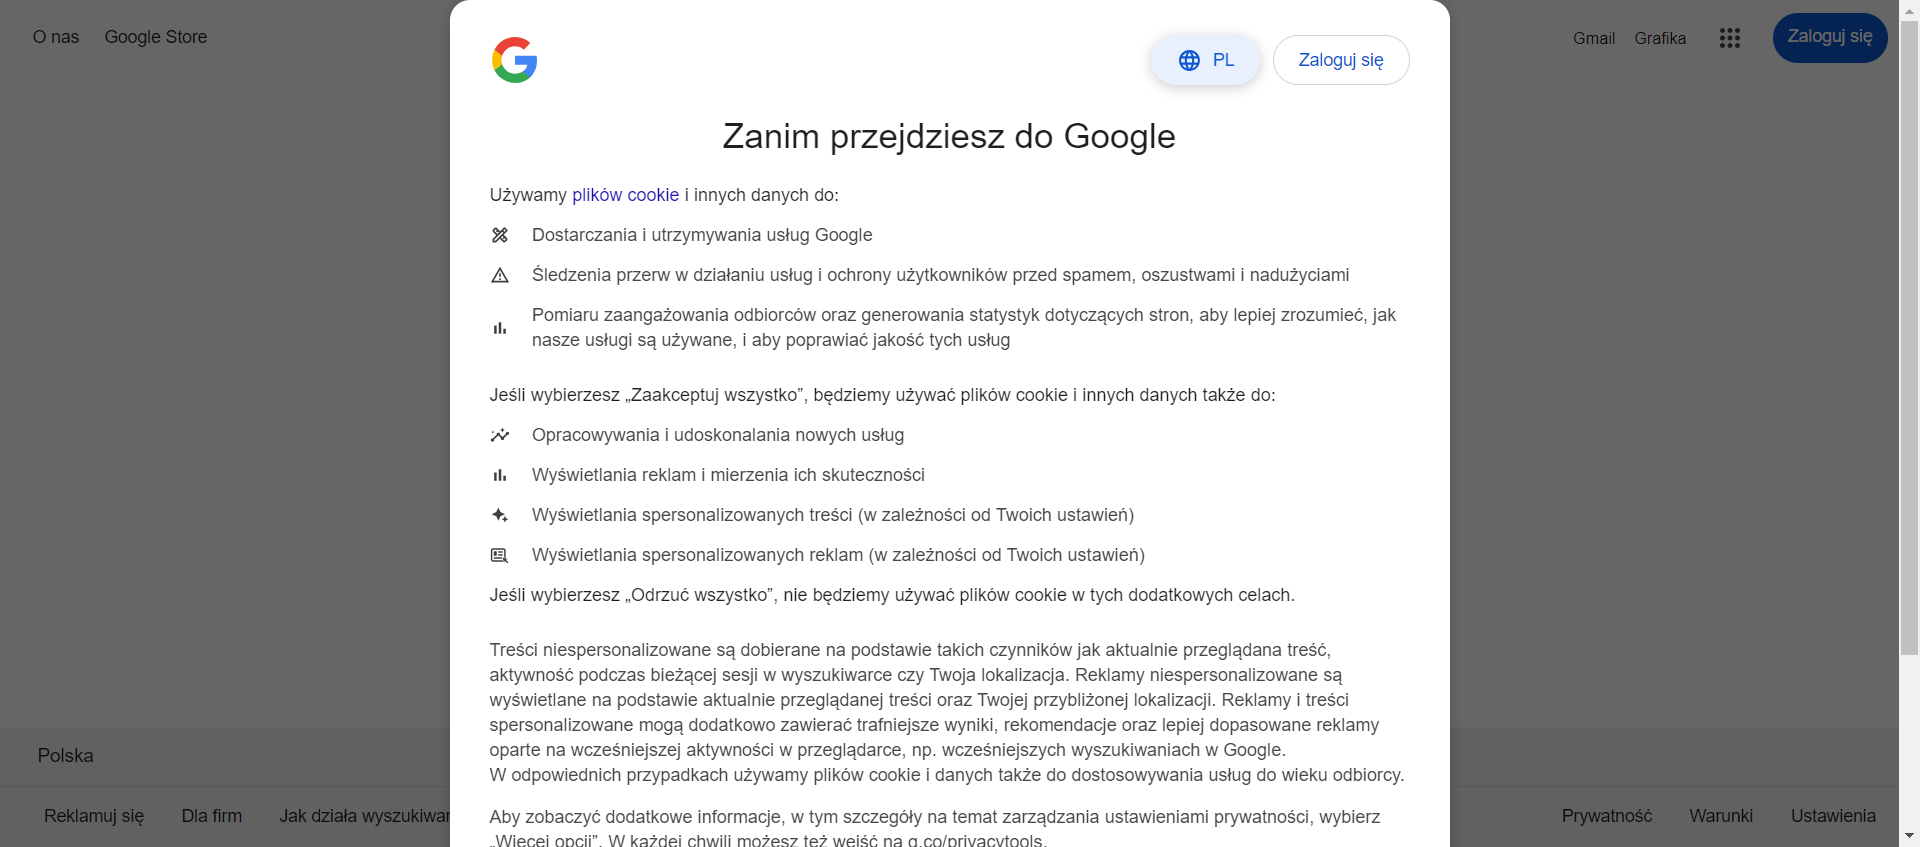 O nas
Google Store
Gmail
Grafika
Zaloguj się
PL
Zaloguj się
Zanim przejdziesz do Google
Używamy plików cookie i innych danych do:
Dostarczania i utrzymywania usług Google
Śledzenia przerw w działaniu usług i ochrony użytkowników przed spamem, oszustwami i nadużyciami
Pomiaru zaangażowania odbiorców oraz generowania statystyk dotyczących stron, aby lepiej zrozumieć, jak
nasze usługi są używane, i aby poprawiać jakość tych usług
Jeśli wybierzesz „Zaakceptuj wszystko”, będziemy używać plików cookie i innych danych także do:
Opracowywania i udoskonalania nowych usług
Wyświetlania reklam i mierzenia ich skuteczności
Wyświetlania spersonalizowanych treści (w zależności od Twoich ustawień)
Wyświetlania spersonalizowanych reklam (w zależności od Twoich ustawień)
Jeśli wybierzesz „Odrzuć wszystko”, nie będziemy używać plików cookie w tych dodatkowych celach.
Treści niespersonalizowane są dobierane na podstawie takich czynników jak aktualnie przeglądana treść,
aktywność podczas bieżącej sesji w wyszukiwarce czy Twoja lokalizacja. Reklamy niespersonalizowane są
wyświetlane na podstawie aktualnie przeglądanej treści oraz Twojej przybliżonej lokalizacji. Reklamy i treści
spersonalizowane mogą dodatkowo zawierać trafniejsze wyniki, rekomendacje oraz lepiej dopasowane reklamy
oparte na wcześniejszej aktywności w przeglądarce, np. wcześniejszych wyszukiwaniach w Google.
W odpowiednich przypadkach używamy plików cookie i danych także do dostosowywania usług do wieku odbiorcy.
Aby zobaczyć dodatkowe informacje, w tym szczegóły na temat zarządzania ustawieniami prywatności, wybierz
„Więcej opcji”. W każdej chwili możesz też wejść na g.co/privacytools.
Polska
Reklamuj się
Dla firm
Jak działa wyszukiwar
Prywatność
Warunki
Ustawienia